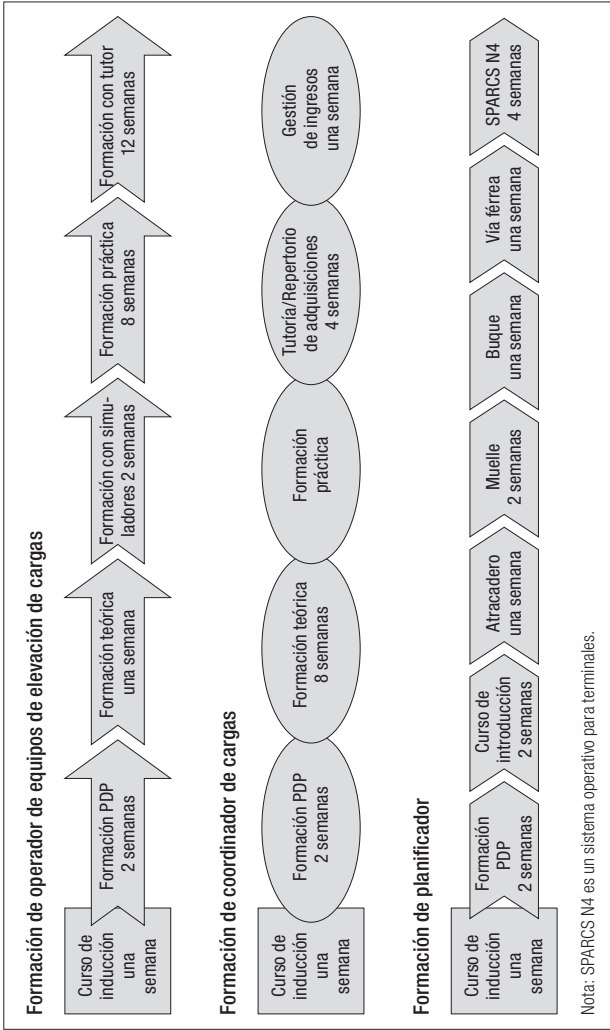 Formación de operador de equipos de elevación de cargas
Curso de
inducción
una
semana
Formación PDP
2 semanas
Formación teórica
una semana
Formación con simu-
ladores 2 semanas
Formación práctica
8 semanas
Formación con tutor
12 semanas
Formación de coordinador de cargas
Curso de
inducción una
semana
Formación PDP
2 semanas
Formación teórica
8 semanas
Formación
práctica
Tutoría/Repertorio
de adquisiciones
4 semanas
Gestión
de ingresos
una semana
Formación de planificador
Curso de
inducción una
semana
Formación
PDP
2 semanas
Curso de
introducción
2 semanas
Atracadero
una semana
Muelle
2 semanas
Buque
una semana
Vía férrea
una semana
SPARCS N4
4 semanas
Nota: SPARCS N4 es un sistema operativo para terminales.